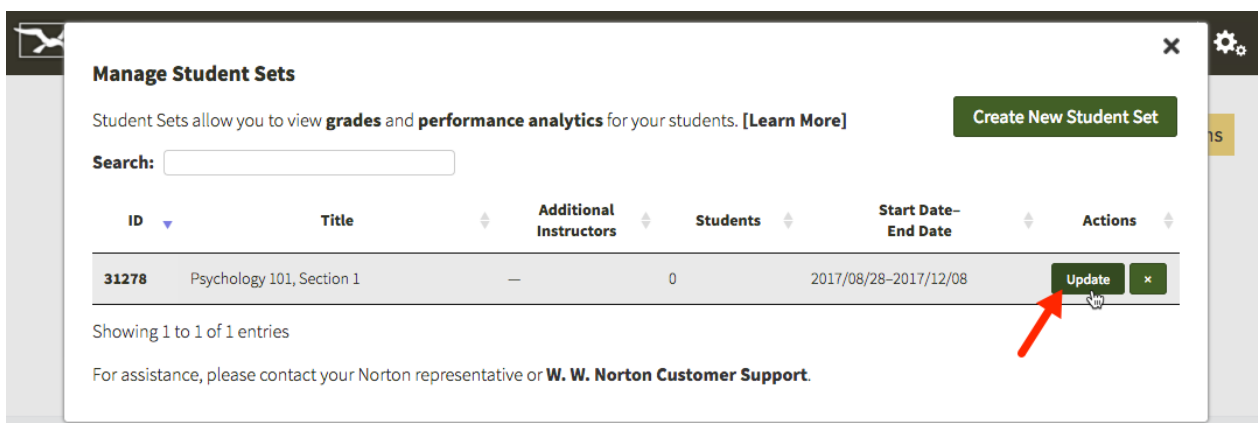 Manage Student Sets
Student Sets allow you to view grades and performance analytics for your students. [Learn More]
Create New Student Set
ns
Search:
ID Title Additional Instructors Students Start Date– End Date Actions
31278 Psychology 101, Section 1 — 0 2017/08/28–2017/12/08 Update ×
Showing 1 to 1 of 1 entries
For assistance, please contact your Norton representative or W. W. Norton Customer Support.